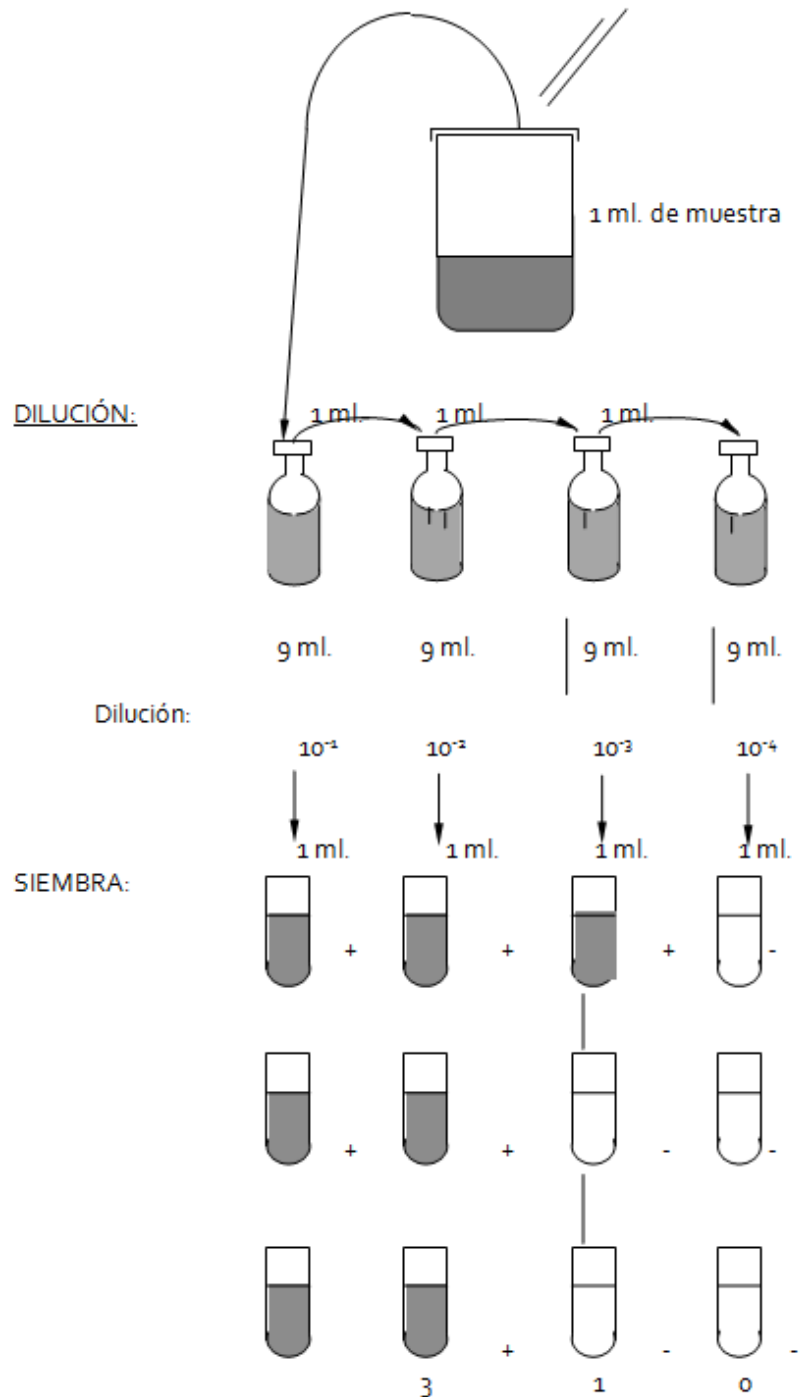 1 ml. de muestra
DILUCIÓN: 1 ml. 1 ml 1 ml.
9 ml. 9 ml. 9 ml. 9 ml.
Dilución:
10⁻¹ 10⁻² 10⁻³ 10⁻⁴
1 ml. 1 ml. 1 ml. 1 ml.
SIEMBRA:
+ + + -
+ + - -
+ - -
3 1 0